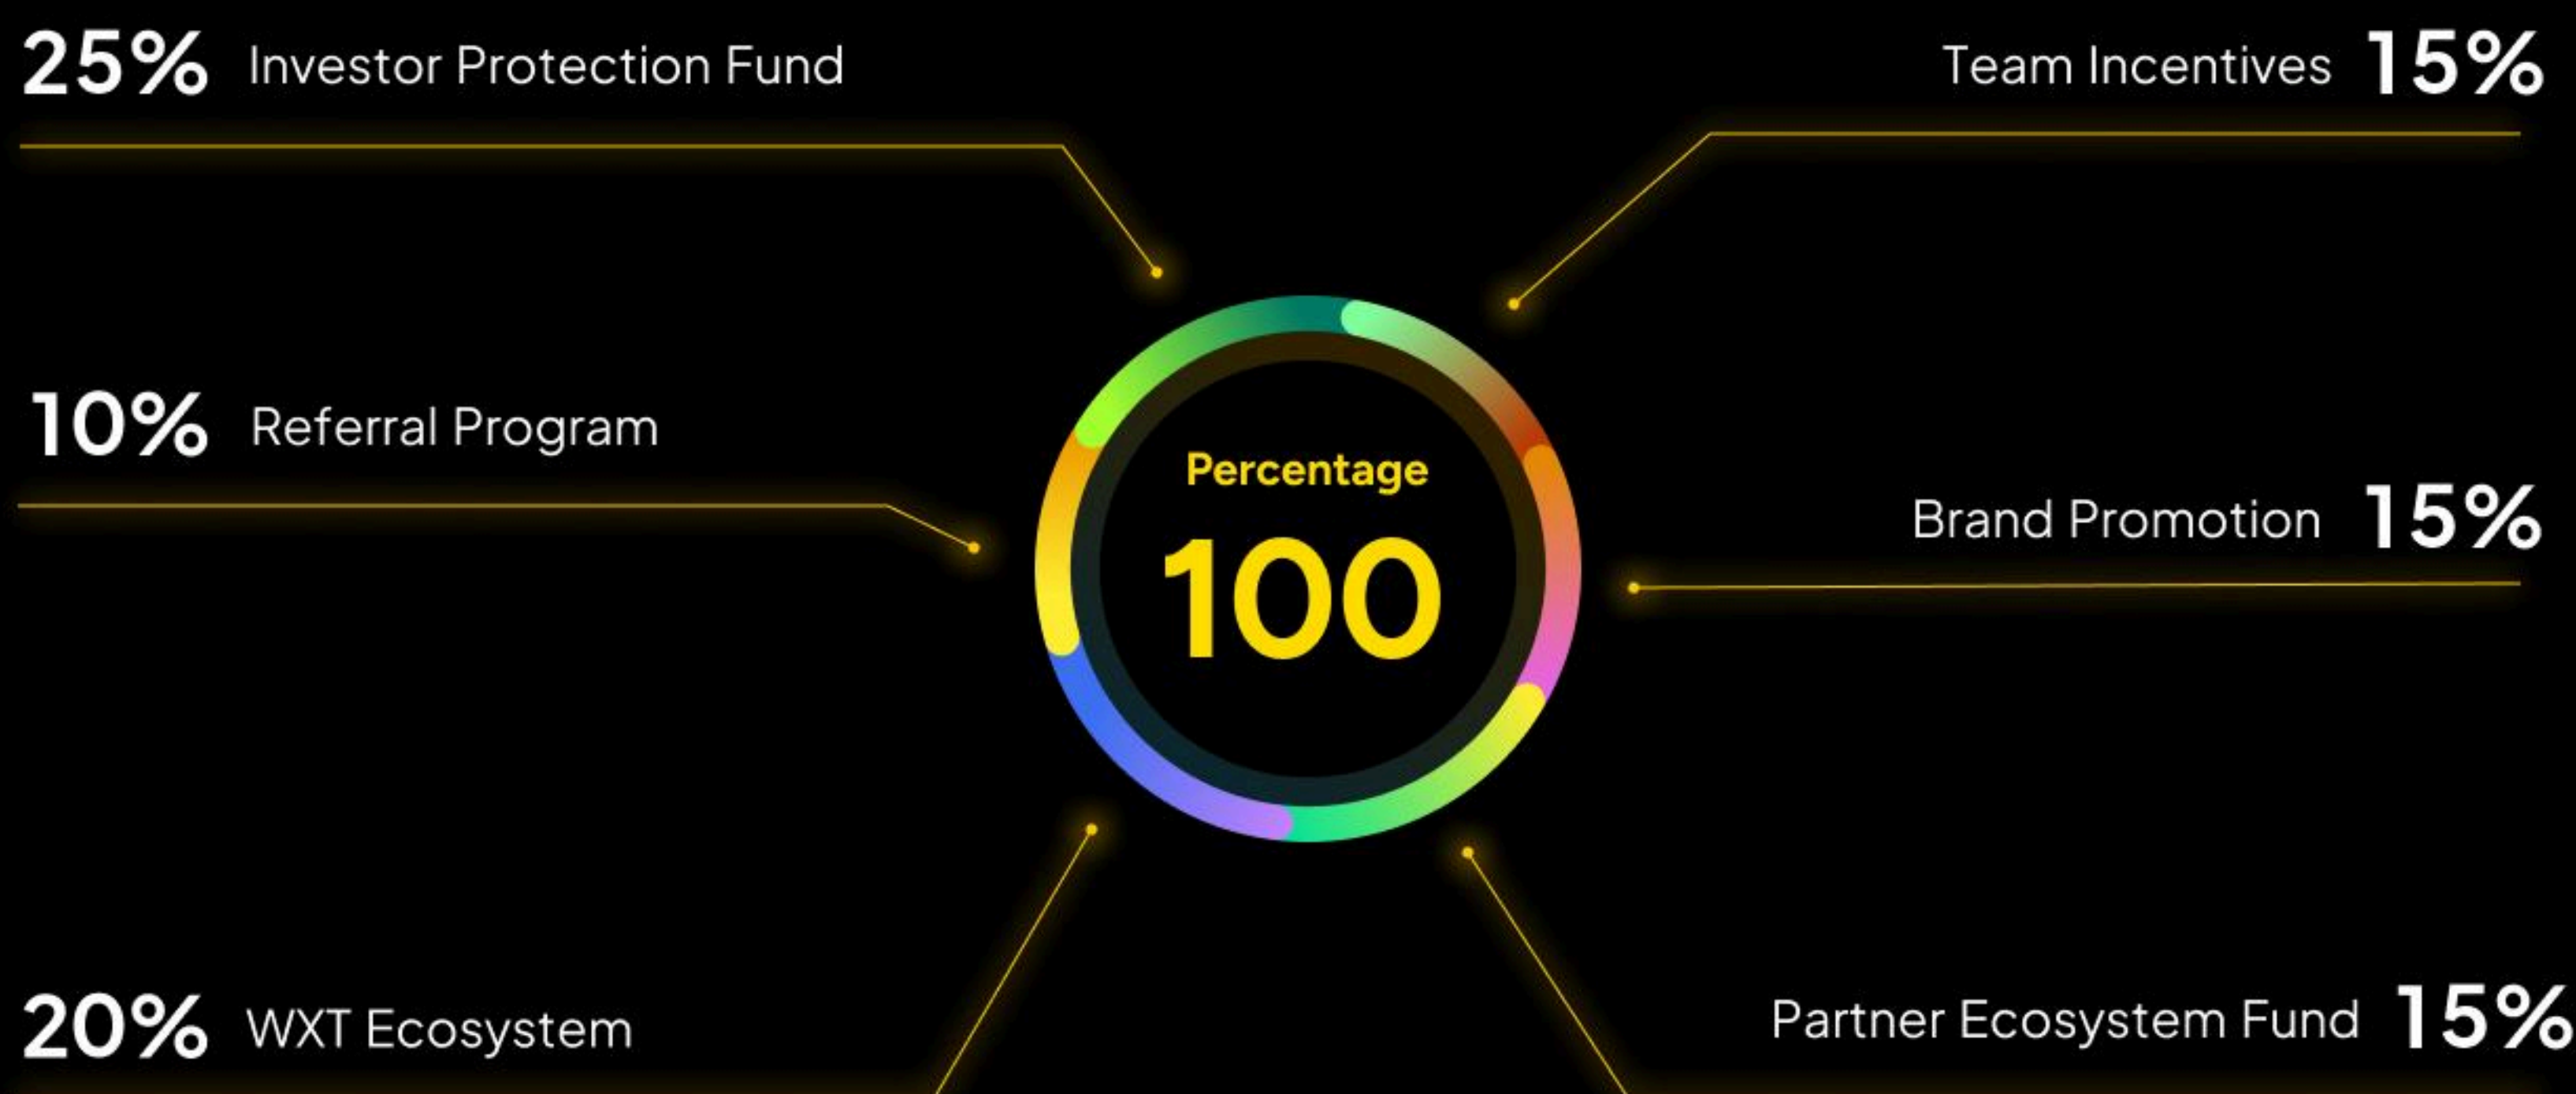 25% Investor Protection Fund
Team Incentives 15%
10% Referral Program
Percentage
100
Brand Promotion 15%
20% WXT Ecosystem
Partner Ecosystem Fund 15%